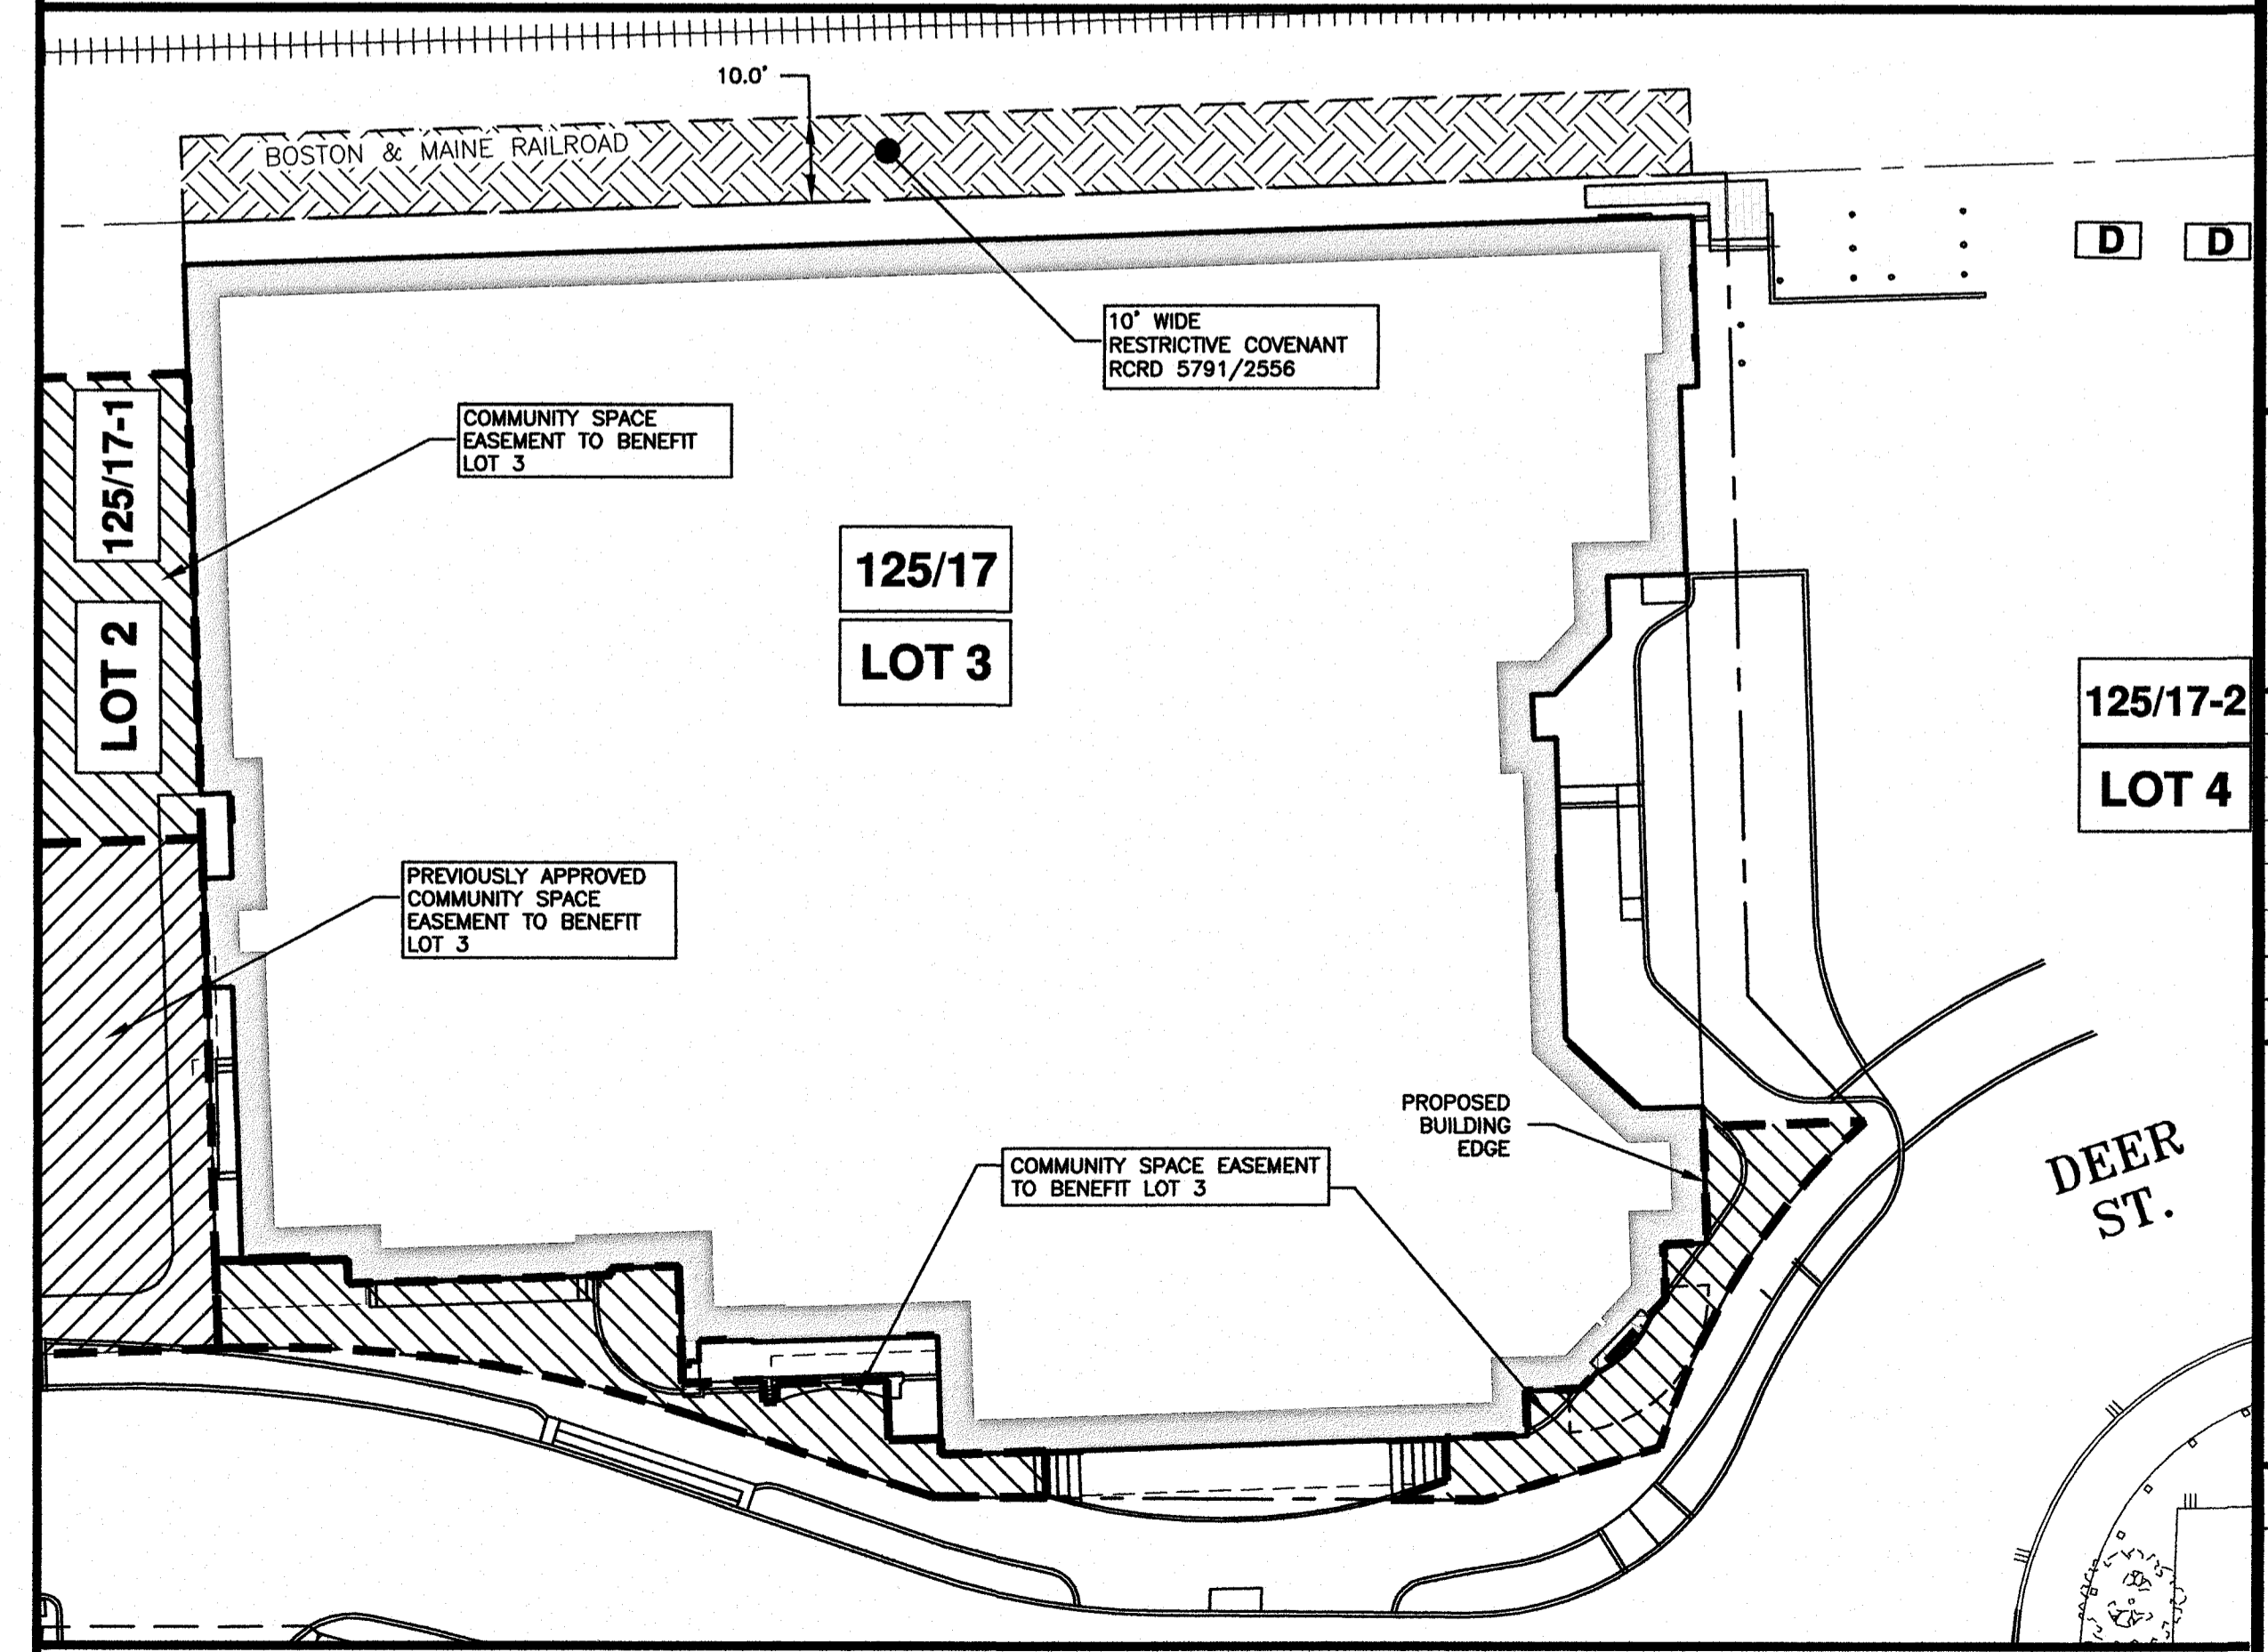 10.0'
BOSTON & MAINE RAILROAD
D
D
10' WIDE
RESTRICTIVE COVENANT
RCRD 5791/2556
125/17-1
COMMUNITY SPACE
EASEMENT TO BENEFIT
LOT 3
125/17
LOT 3
LOT 2
125/17-2
LOT 4
PREVIOUSLY APPROVED
COMMUNITY SPACE
EASEMENT TO BENEFIT
LOT 3
PROPOSED
BUILDING
EDGE
COMMUNITY SPACE EASEMENT
TO BENEFIT LOT 3
DEER
ST.